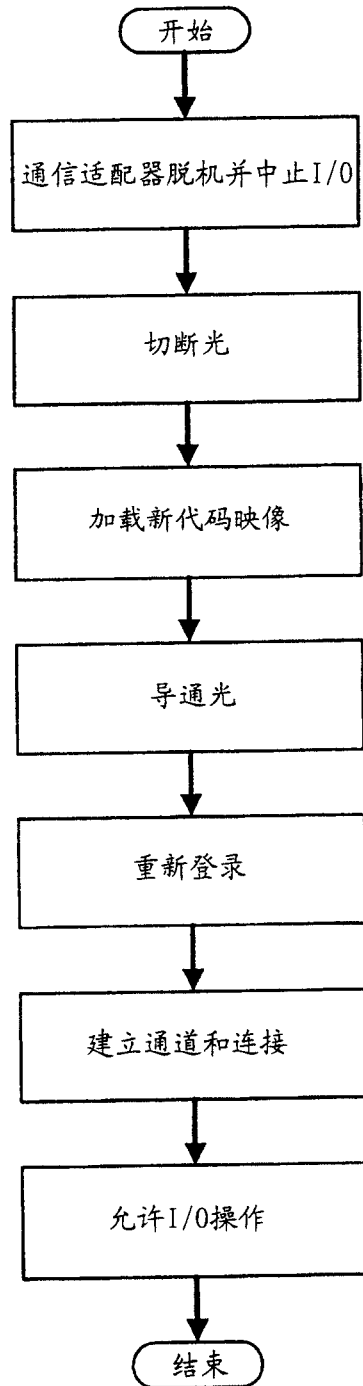 开始
通信适配器脱机并中止I/O
切断光
加载新代码映像
导通光
重新登录
建立通道和连接
允许I/O操作
结束